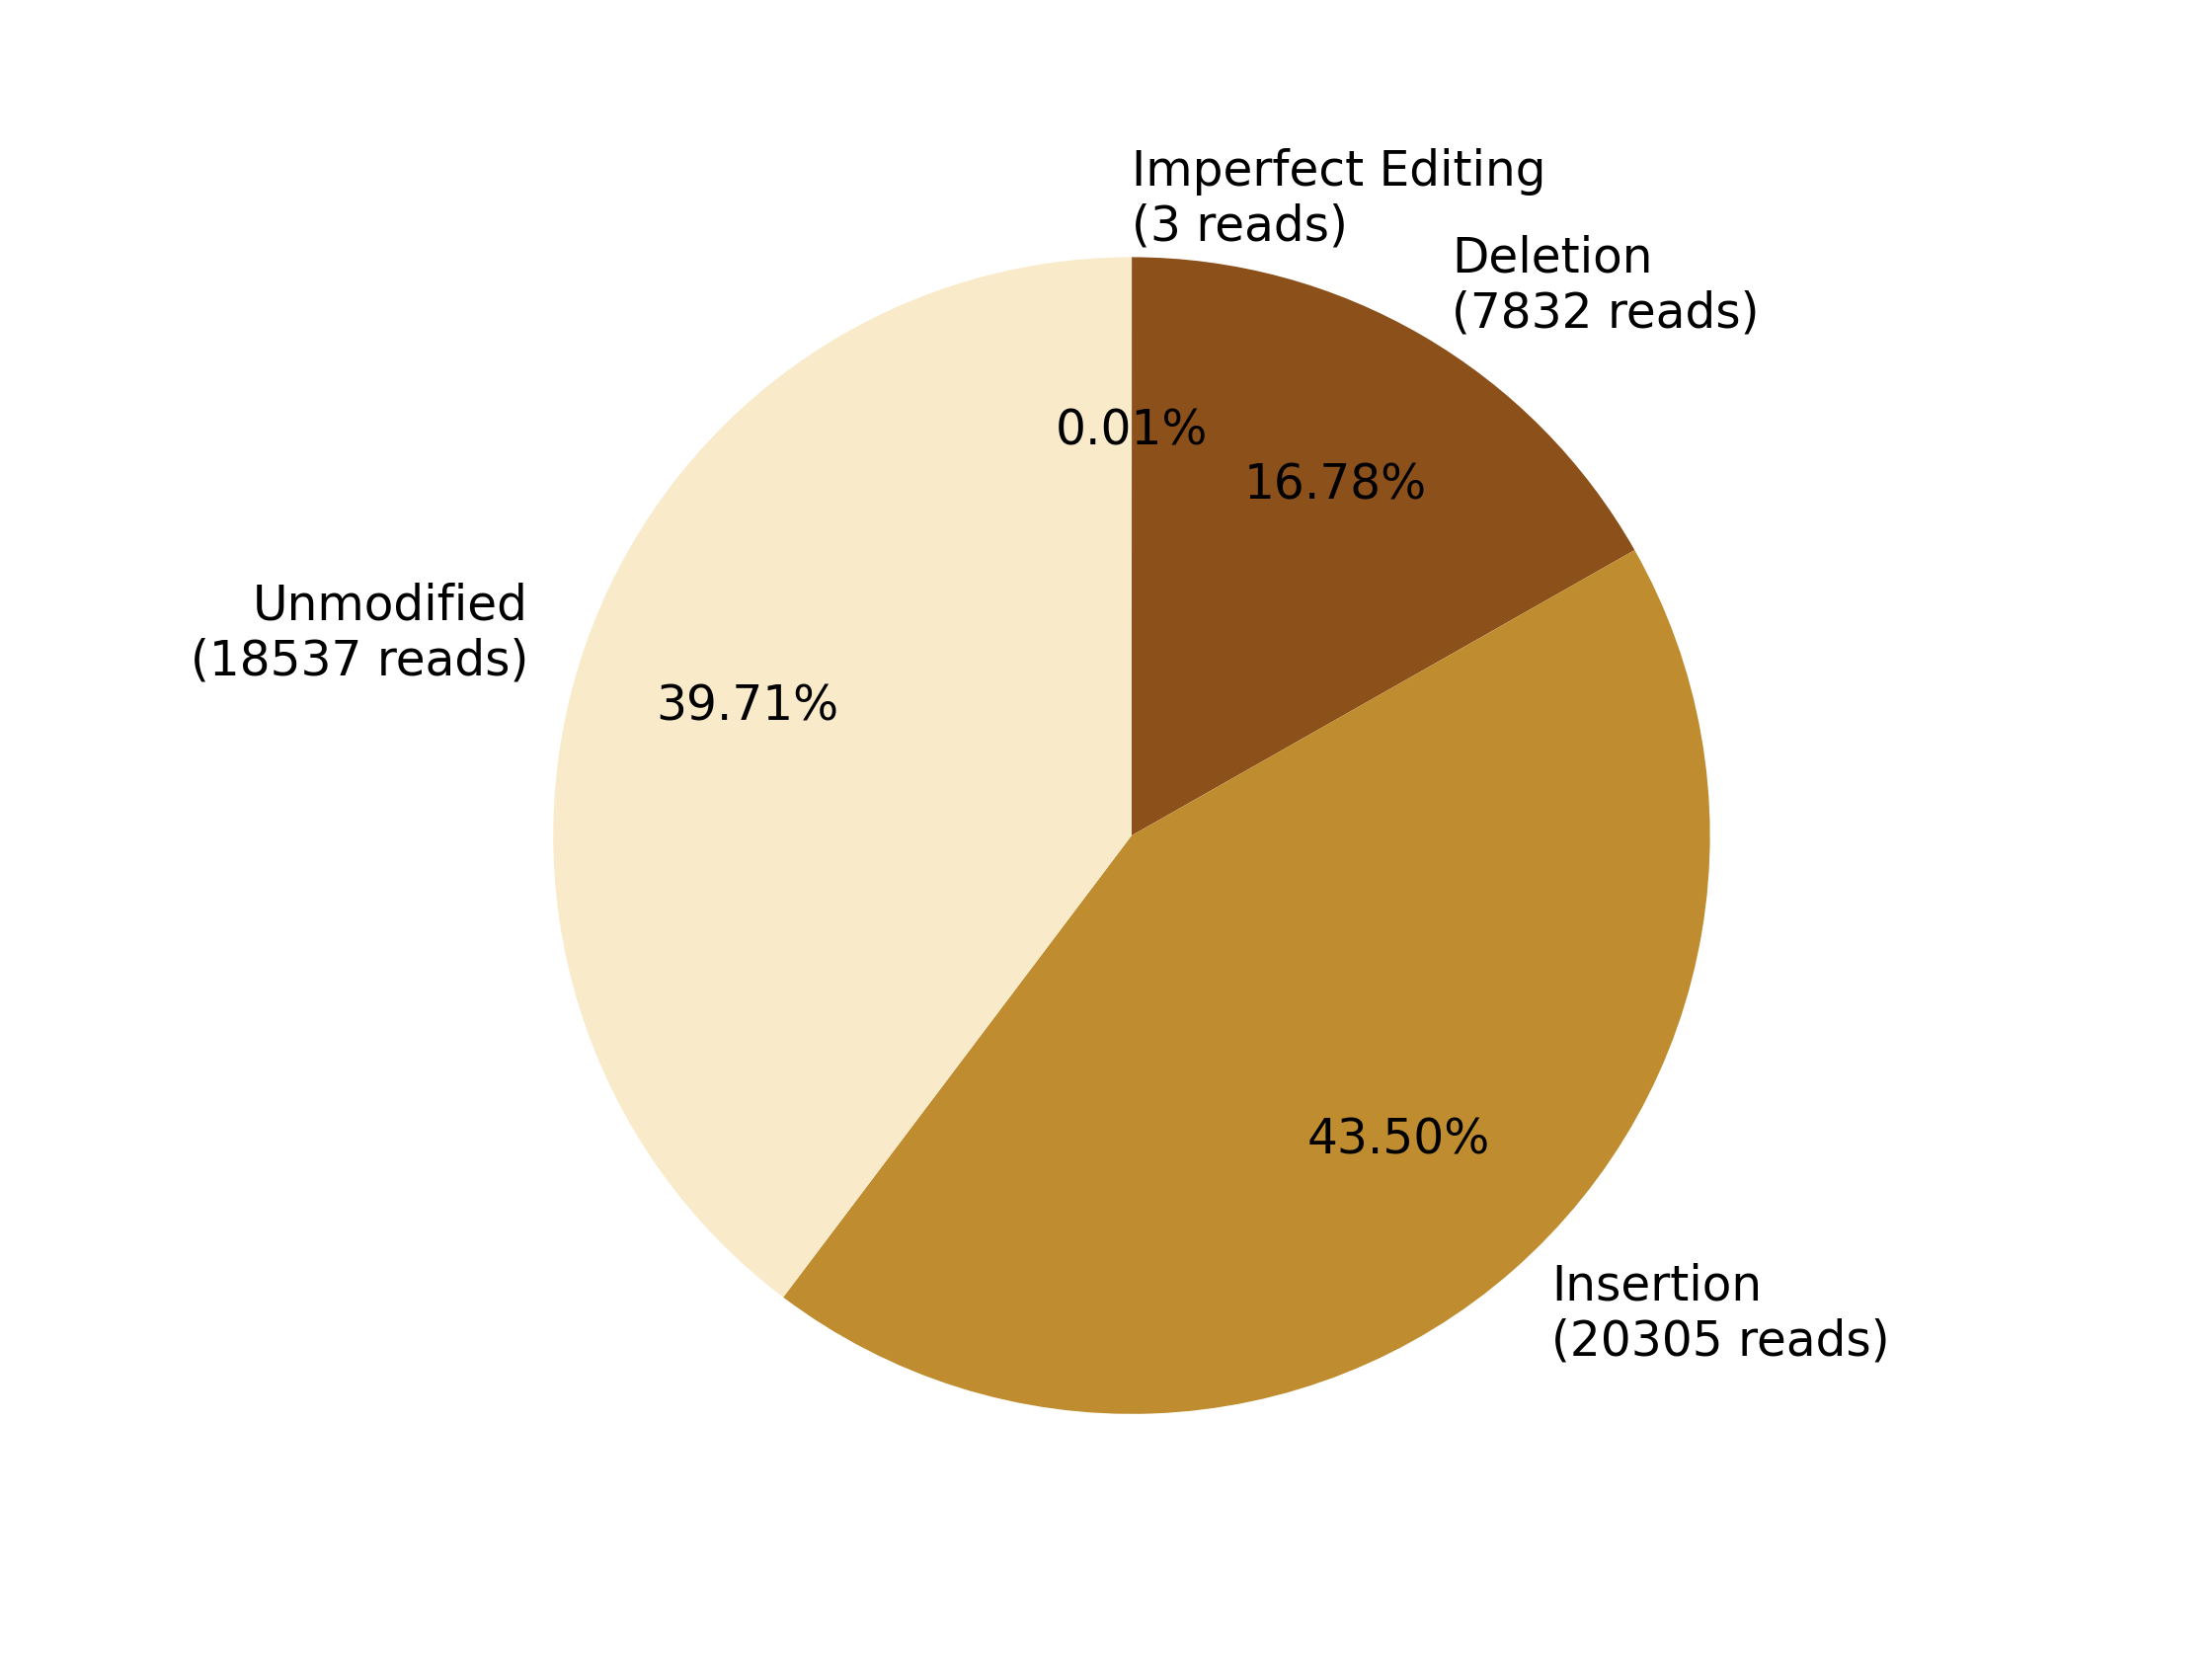 Imperfect Editing
(3 reads)
Deletion
(7832 reads)
0.01%
16.78%
Unmodified
(18537 reads)
39.71%
43.50%
Insertion
(20305 reads)